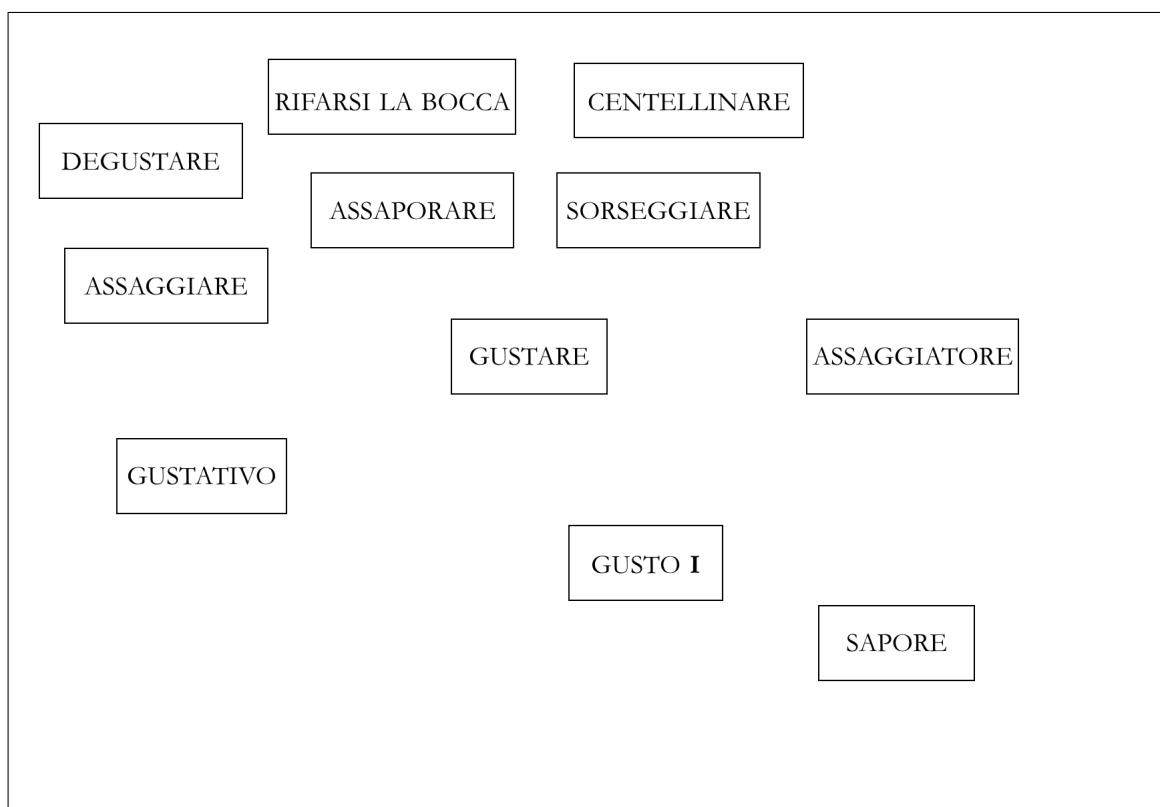 RIFARSI LA BOCCA
CENTELLINARE
DEGUSTARE
ASSAPORARE
SORSEGGIARE
ASSAGGIARE
GUSTARE
ASSAGGIATORE
GUSTATIVO
GUSTO I
SAPORE